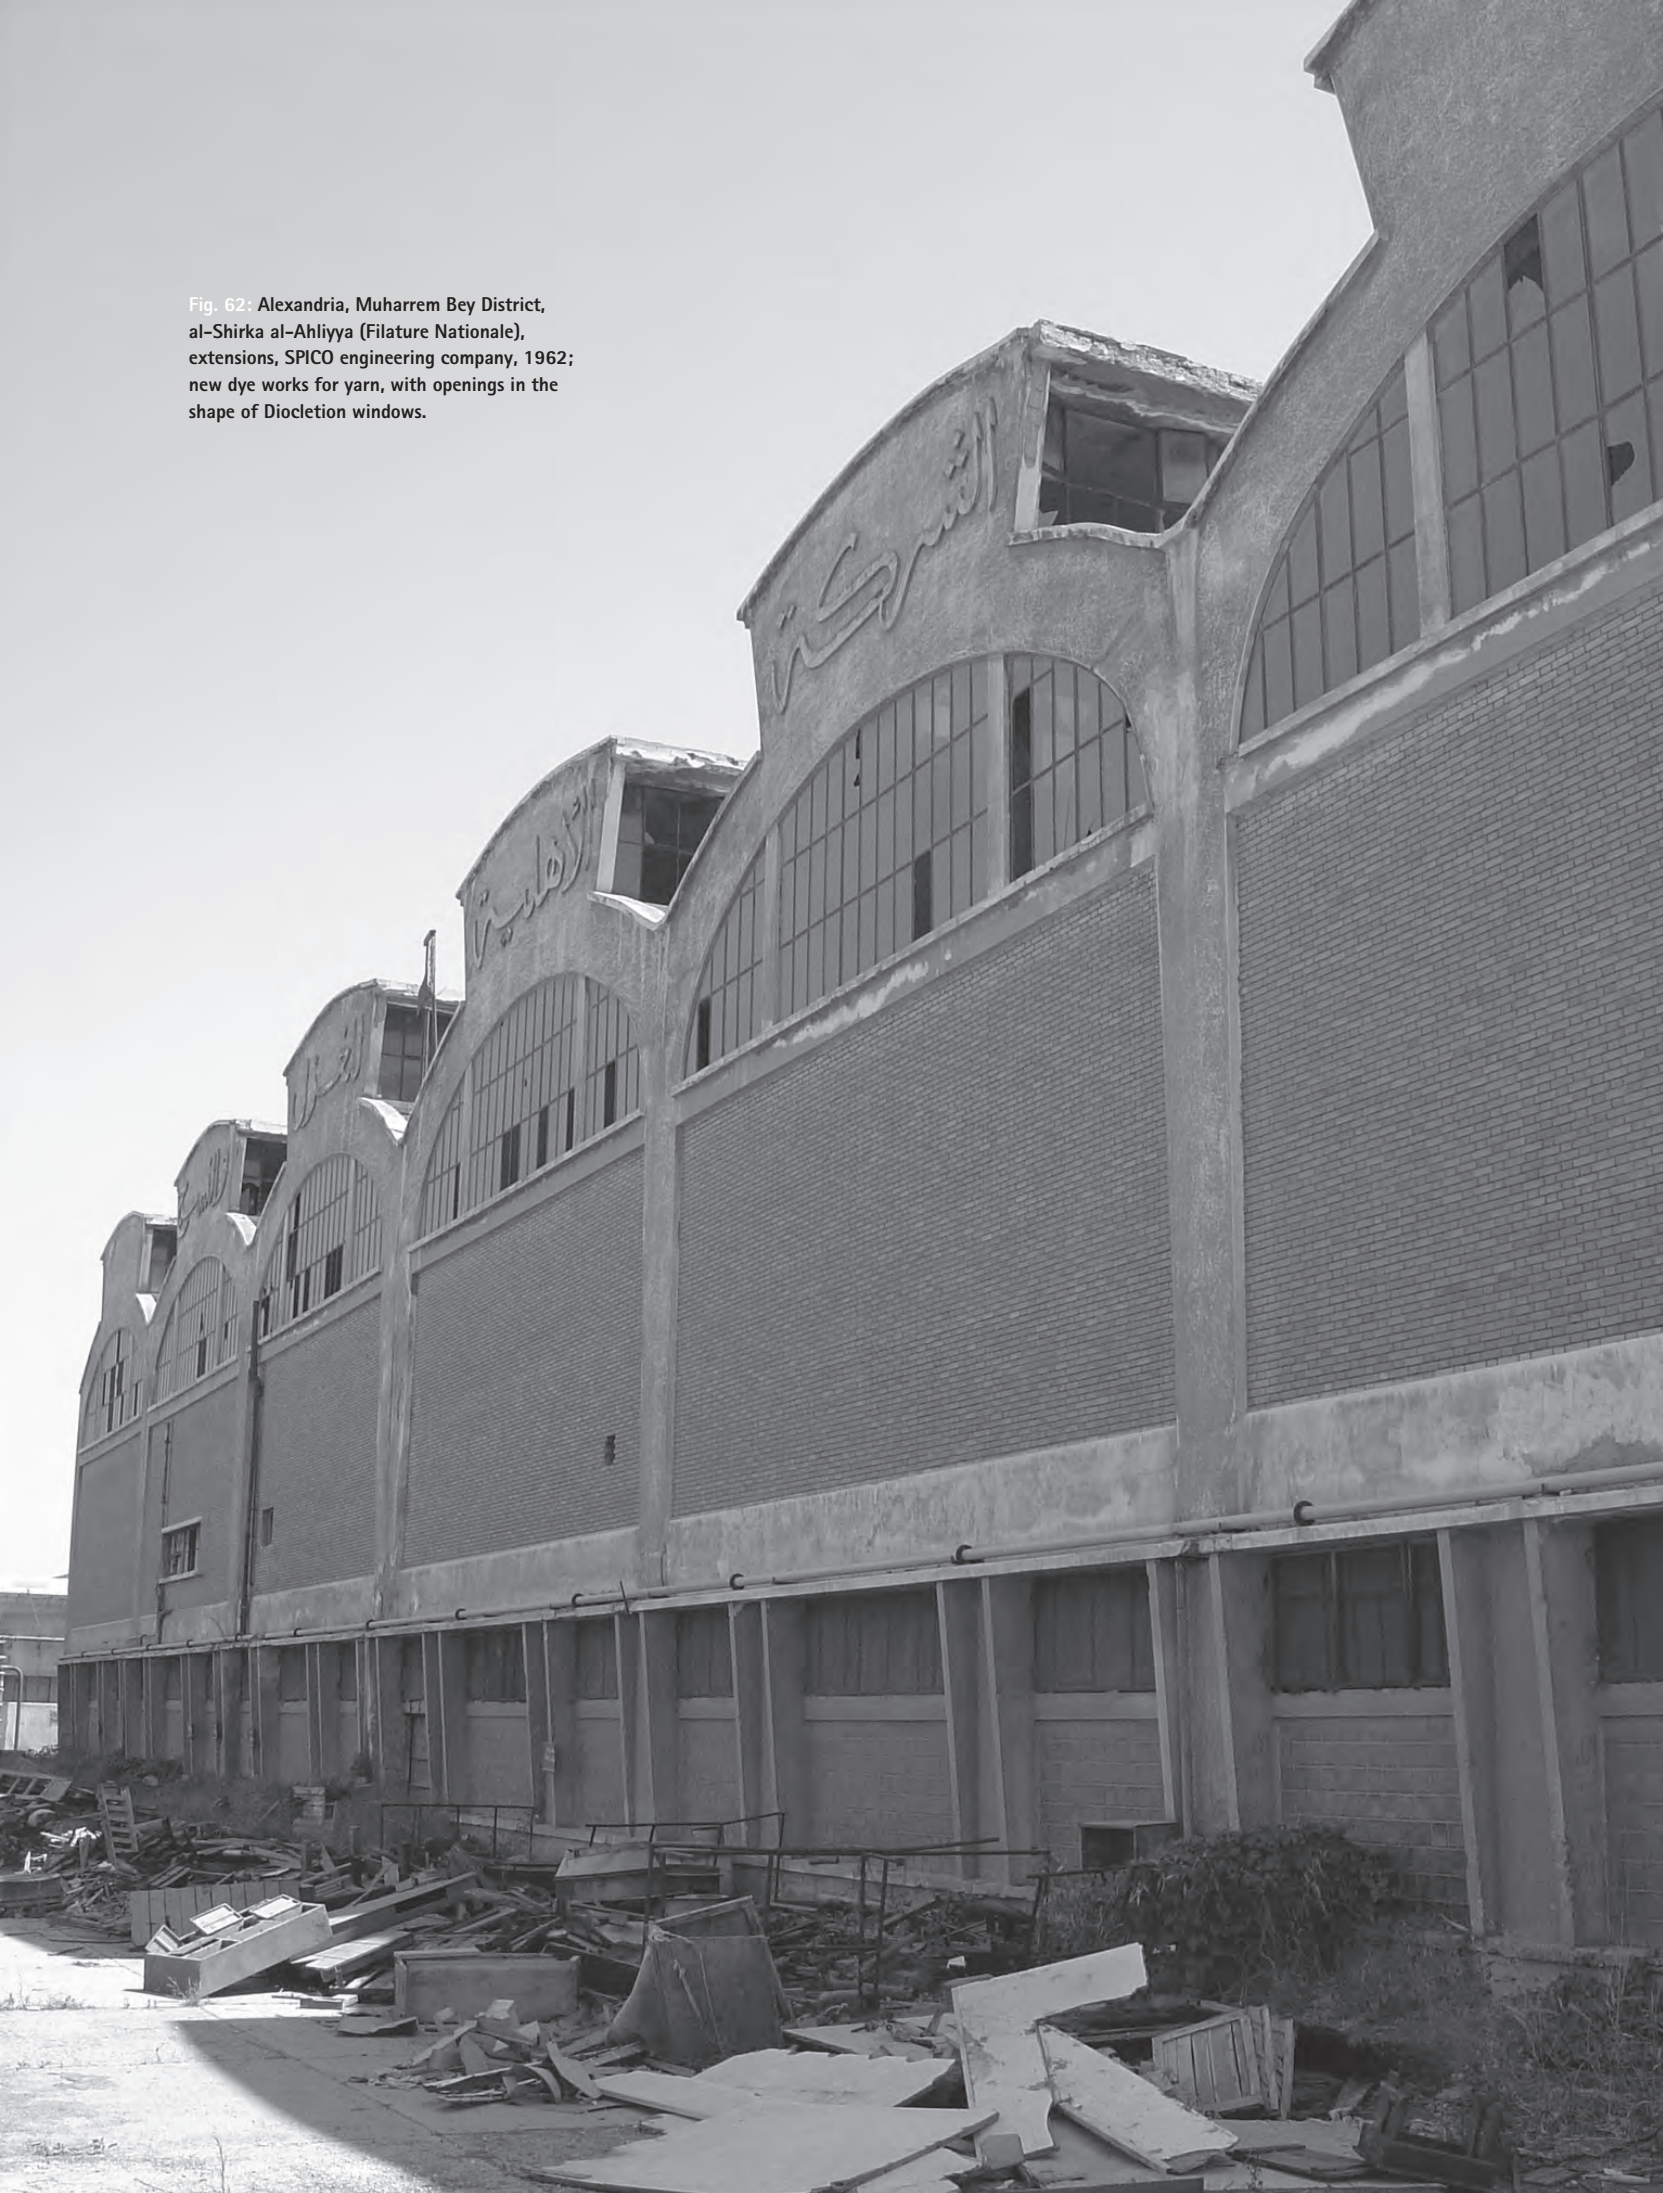 Fig. 62: Alexandria, Muharrem Bey District,
al-Shirka al-Ahliyya (Filature Nationale),
extensions, SPICO engineering company, 1962;
new dye works for yarn, with openings in the
shape of Diocletion windows.
الشركة
الأهلية
للغزل
والنسيج